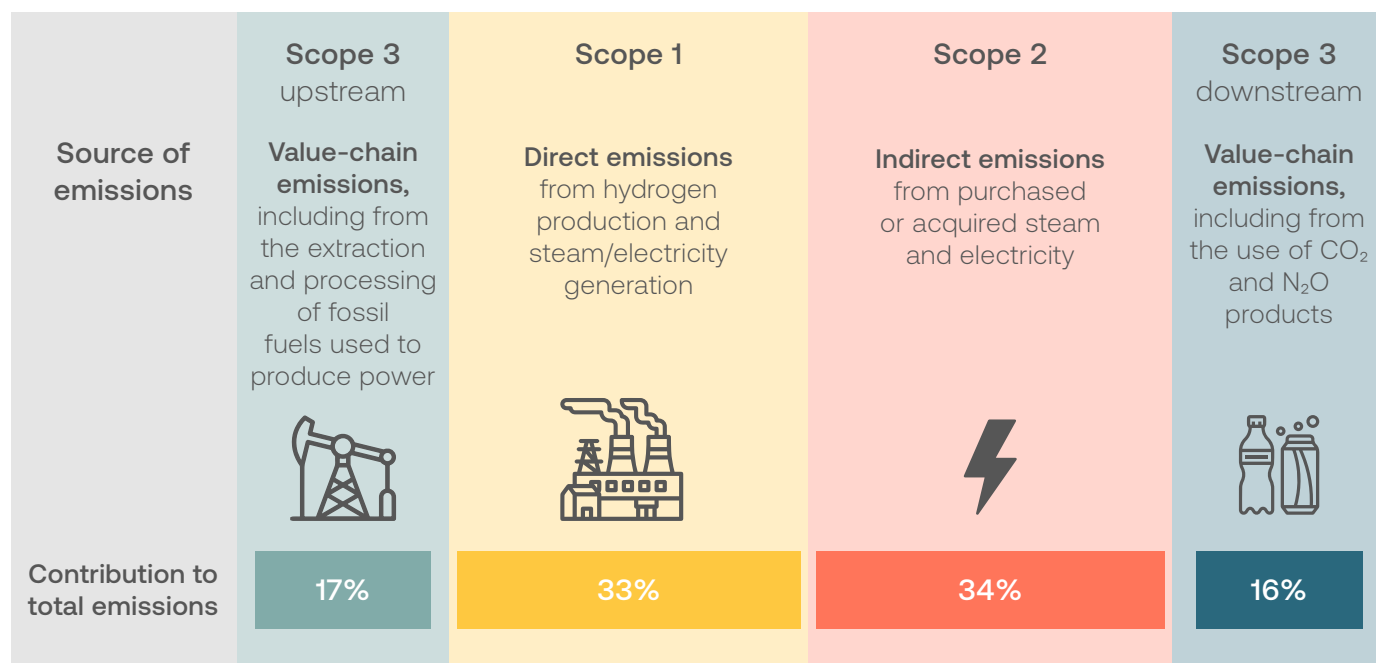 Source of
emissions
Scope 3
upstream
Value-chain
emissions,
including from
the extraction
and processing
of fossil
fuels used to
produce power
Scope 1
Direct emissions
from hydrogen
production and
steam/electricity
generation
Scope 2
Indirect emissions
from purchased
or acquired steam
and electricity
Scope 3
downstream
Value-chain
emissions,
including from
the use of CO₂
and N₂O
products
Contribution to
total emissions
17%
33%
34%
16%